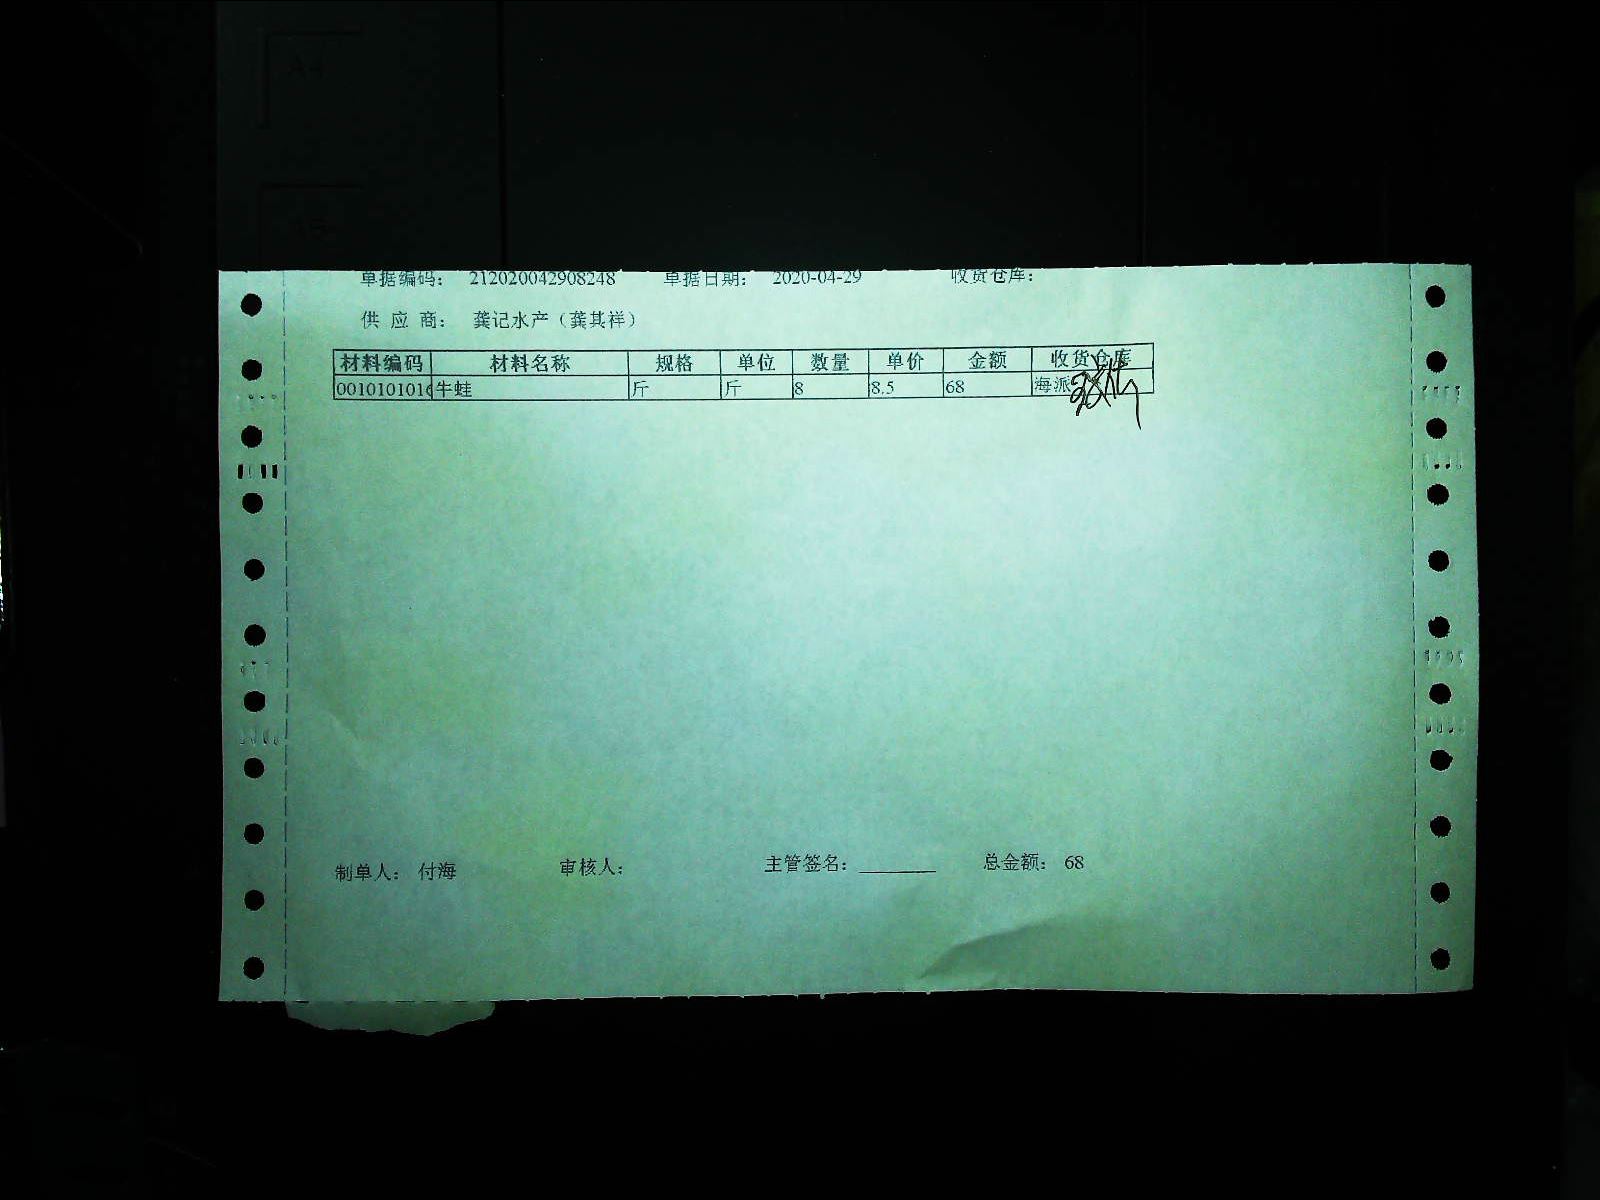 单据编码： 212020042908248 单据日期： 2020-04-29 收货仓库：
供 应 商： 龚记水产（龚其祥）
材料编码 材料名称 规格 单位 数量 单价 金额 收货仓库
0010101016 牛蛙 斤 斤 8 8.5 68 海派
制单人： 付海 审核人： 主管签名： 总金额： 68